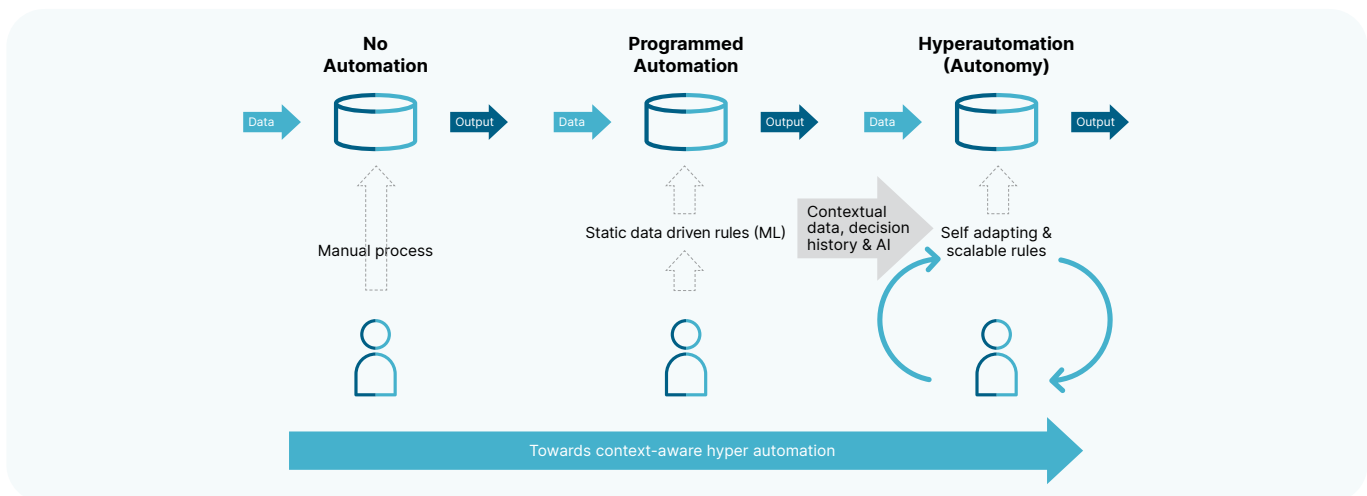 No
Automation
Programmed
Automation
Hyperautomation
(Autonomy)
Data
Output
Data
Output
Data
Output
Manual process
Static data driven rules (ML)
Contextual
data, decision
history & AI
Self adapting &
scalable rules
Towards context-aware hyper automation